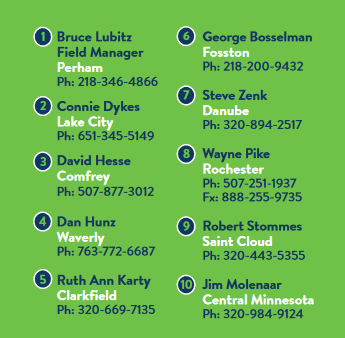 1 Bruce Lubitz
Field Manager
Perham
Ph: 218-346-4866
2 Connie Dykes
Lake City
Ph: 651-345-5149
3 David Hesse
Comfrey
Ph: 507-877-3012
4 Dan Hunz
Waverly
Ph: 763-772-6687
5 Ruth Ann Karty
Clarkfield
Ph: 320-669-7135
6 George Bosselman
Fosston
Ph: 218-200-9432
7 Steve Zenk
Danube
Ph: 320-894-2517
8 Wayne Pike
Rochester
Ph: 507-251-1937
Fx: 888-255-9735
9 Robert Stommes
Saint Cloud
Ph: 320-443-5355
10 Jim Molenaar
Central Minnesota
Ph: 320-984-9124